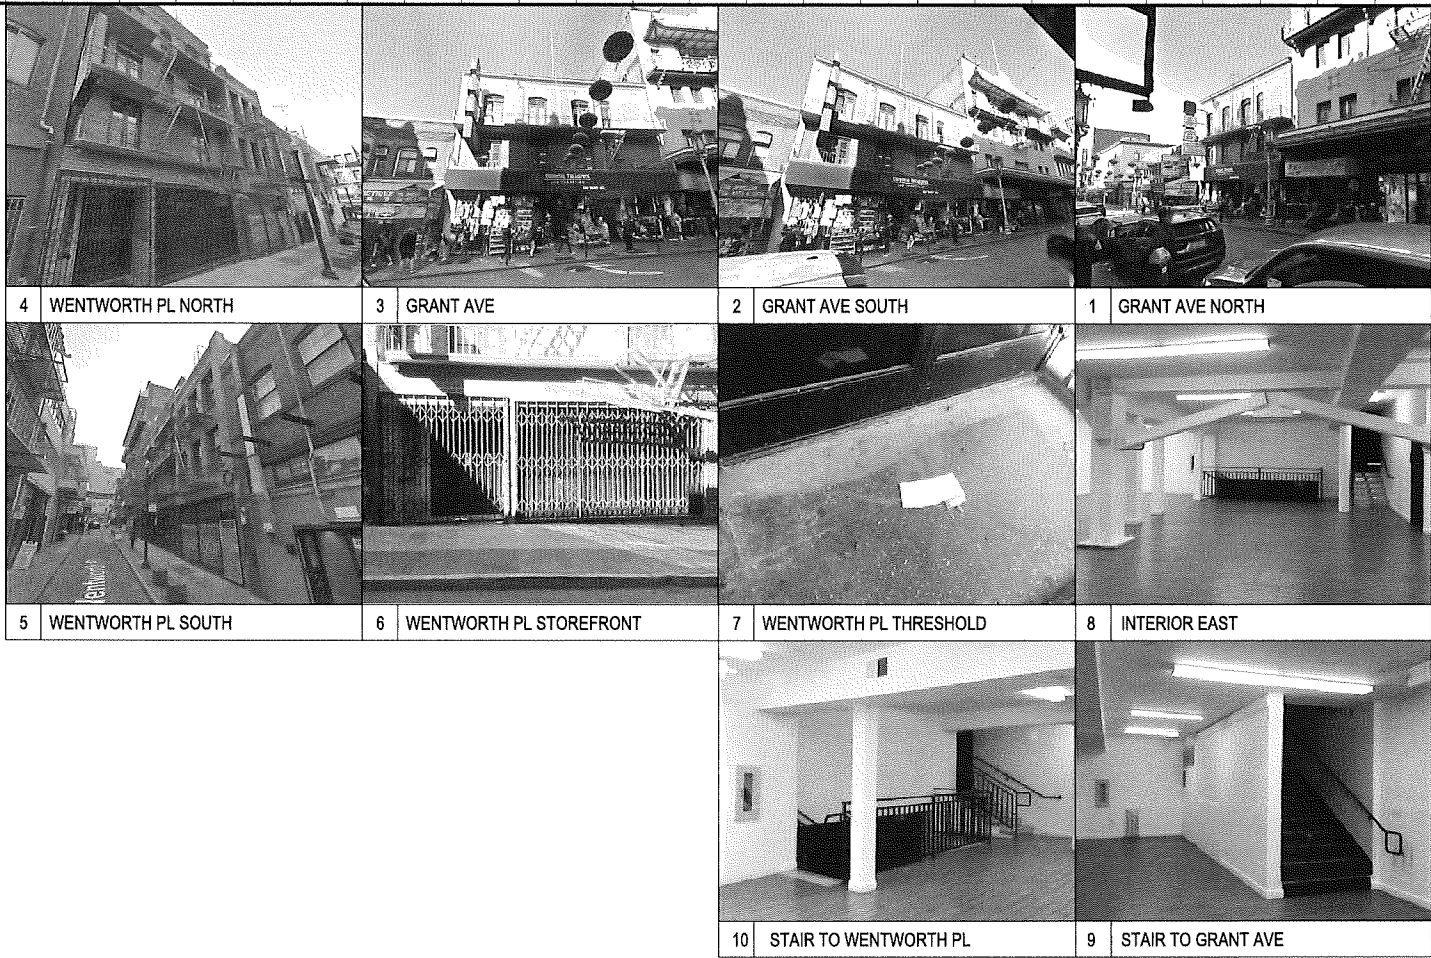 4 WENTWORTH PL NORTH
3 GRANT AVE
2 GRANT AVE SOUTH
1 GRANT AVE NORTH
Wentworth
5 WENTWORTH PL SOUTH
6 WENTWORTH PL STOREFRONT
7 WENTWORTH PL THRESHOLD
8 INTERIOR EAST
10 STAIR TO WENTWORTH PL
9 STAIR TO GRANT AVE